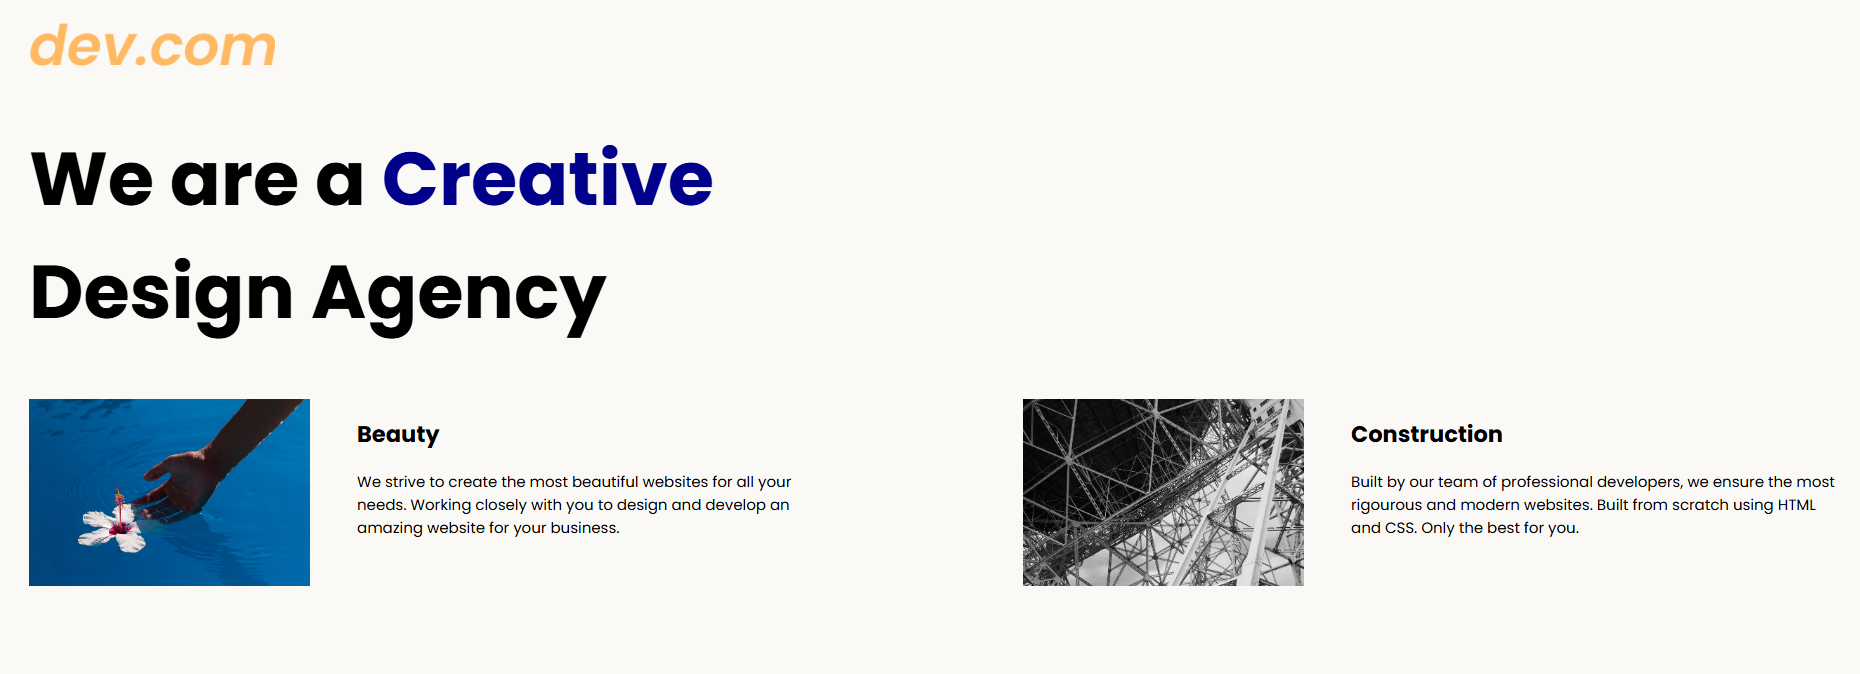 dev.com
We are a Creative
Design Agency
Beauty
We strive to create the most beautiful websites for all your
needs. Working closely with you to design and develop an
amazing website for your business.
Construction
Built by our team of professional developers, we ensure the most
rigourous and modern websites. Built from scratch using HTML
and CSS. Only the best for you.